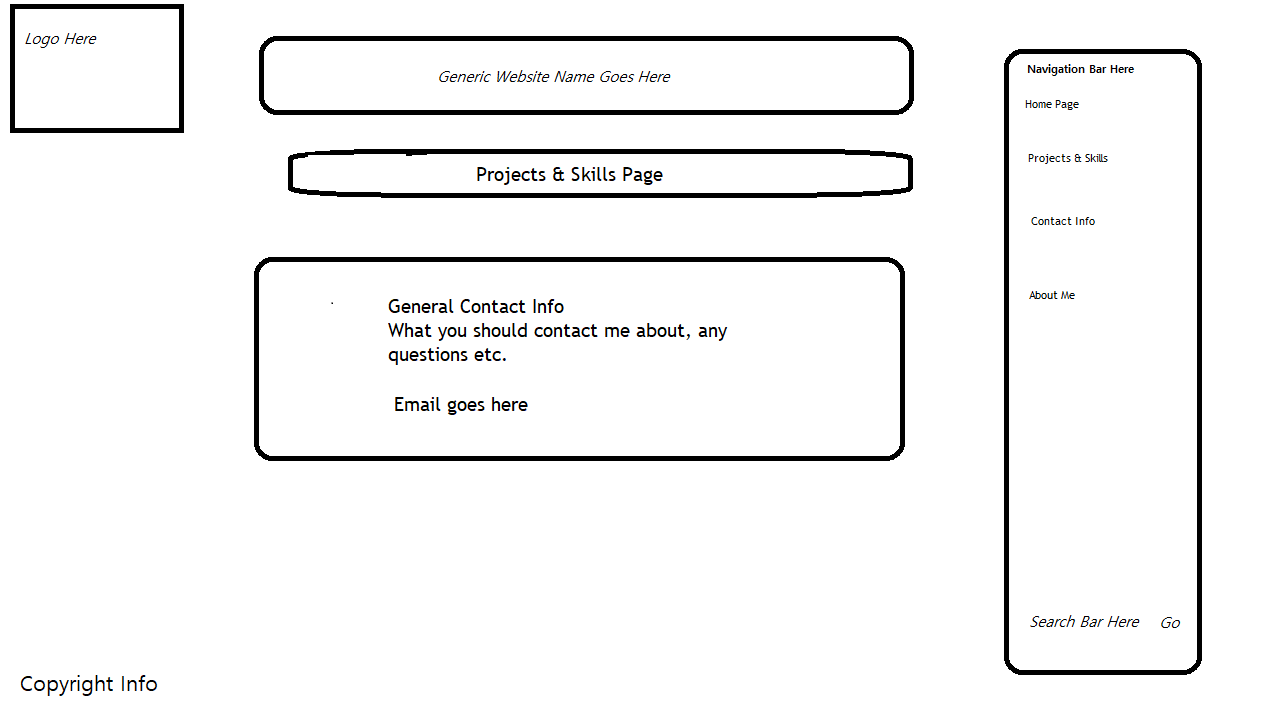 Logo Here
Generic Website Name Goes Here
Projects & Skills Page
General Contact Info
What you should contact me about, any
questions etc.
Email goes here
Navigation Bar Here
Home Page
Projects & Skills
Contact Info
About Me
Search Bar Here Go
Copyright Info